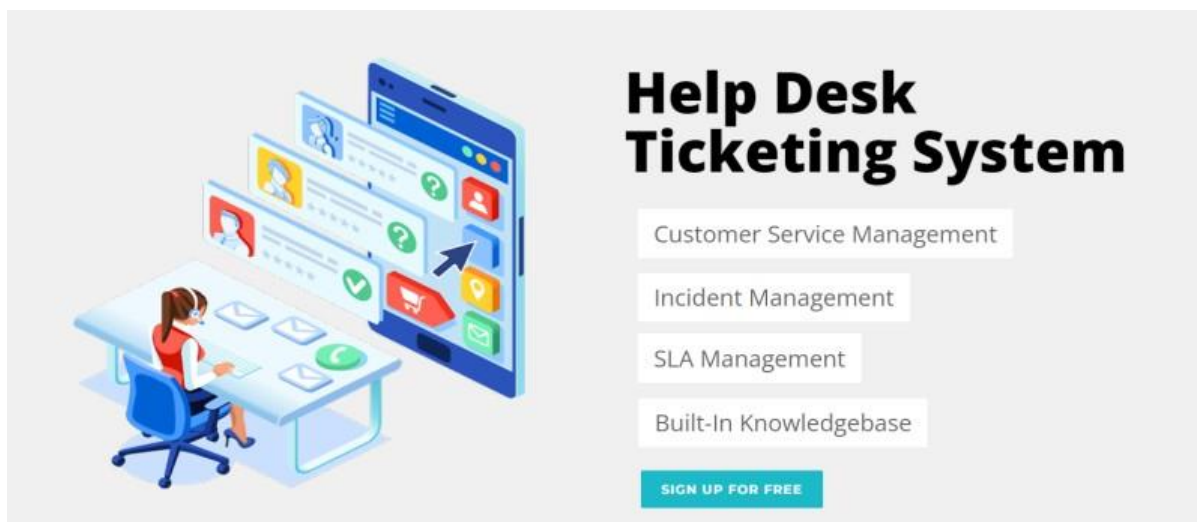 Help Desk
Ticketing System
Customer Service Management
Incident Management
SLA Management
Built-In Knowledgebase
SIGN UP FOR FREE